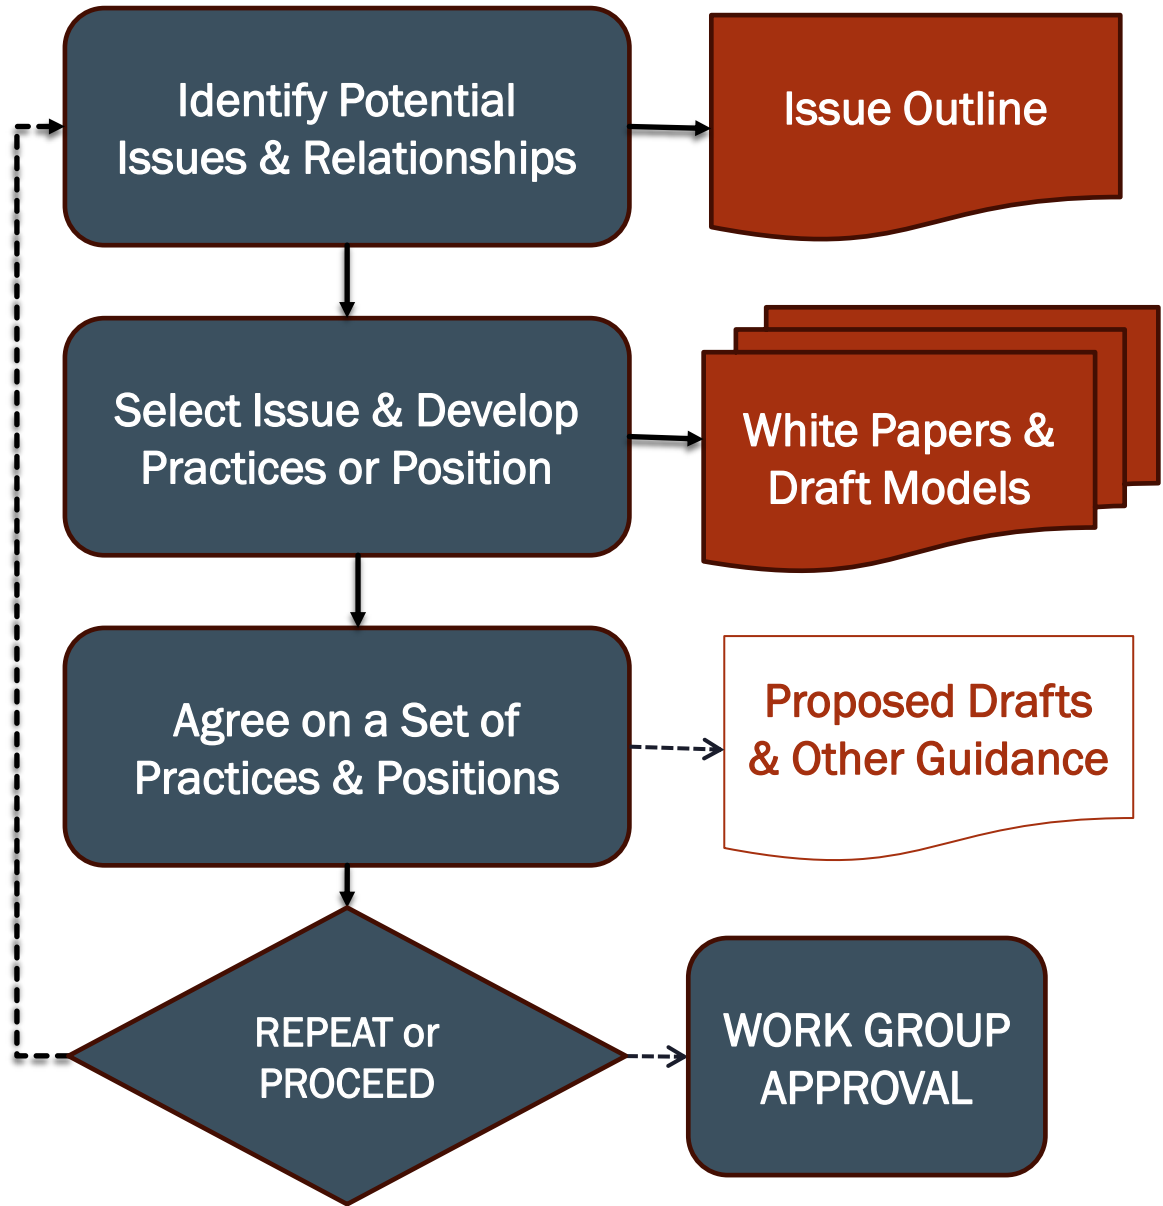 Identify Potential
Issues & Relationships
Issue Outline
Select Issue & Develop
Practices or Position
White Papers &
Draft Models
Agree on a Set of
Practices & Positions
Proposed Drafts
& Other Guidance
REPEAT or
PROCEED
WORK GROUP
APPROVAL